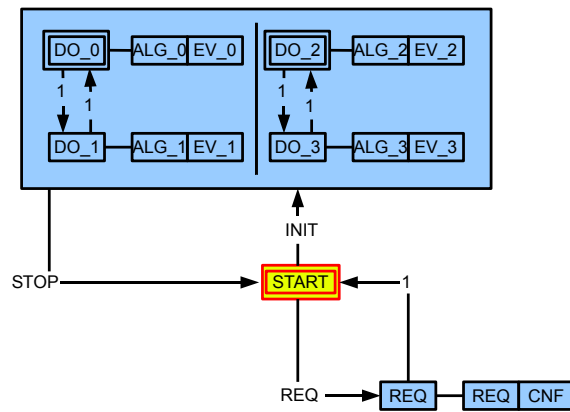 DO_0 ALG_0 EV_0 DO_2 ALG_2 EV_2
1 1 1 1
DO_1 ALG_1 EV_1 DO_3 ALG_3 EV_3
INIT
STOP START 1
REQ REQ REQ CNF